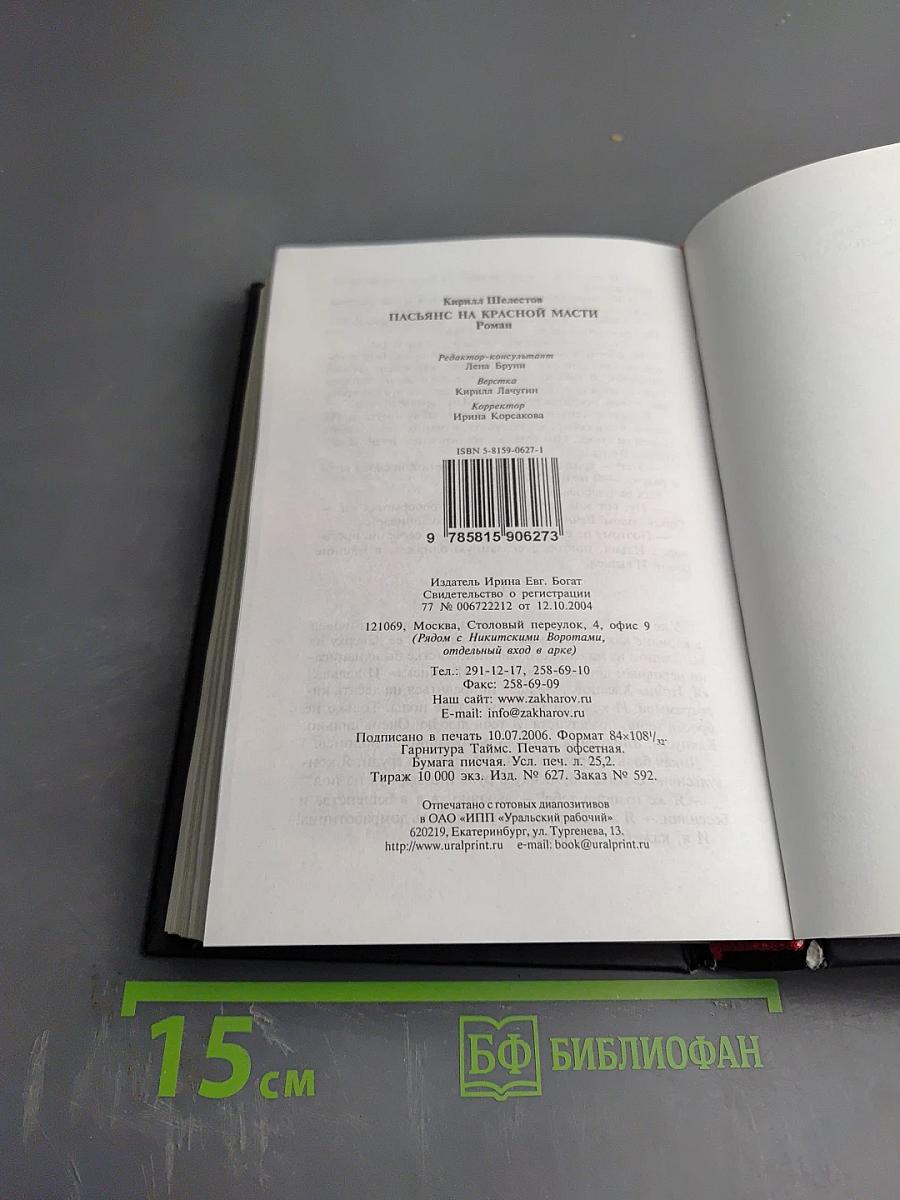 Кирилл Шелестов
ПАСЬЯНС НА КРАСНОЙ МАСТИ
Роман
Редактор-консультант
Лена Бруни
Верстка
Кирилл Лачугин
Корректор
Ирина Корсакова
ISBN 5-8159-0627-1
9 785815 906273
Издатель Ирина Евг. Богат
Свидетельство о регистрации
77 № 006722212 от 12.10.2004
121069, Москва, Столовый переулок, 4, офис 9
(Рядом с Никитскими Воротами,
отдельный вход в арке)
Тел.: 291-12-17, 258-69-10
Факс: 258-69-09
Наш сайт: www.zakharov.ru
E-mail: info@zakharov.ru
Подписано в печать 10.07.2006. Формат 84×108¹/₃₂.
Гарнитура Таймс. Печать офсетная.
Бумага писчая. Усл. печ. л. 25,2.
Тираж 10 000 экз. Изд. № 627. Заказ № 592.
Отпечатано с готовых диапозитивов
в ОАО «ИПП «Уральский рабочий»
620219, Екатеринбург, ул. Тургенева, 13.
http://www.uralprint.ru e-mail: book@uralprint.ru
15 см
БФ БИБЛИОФАН